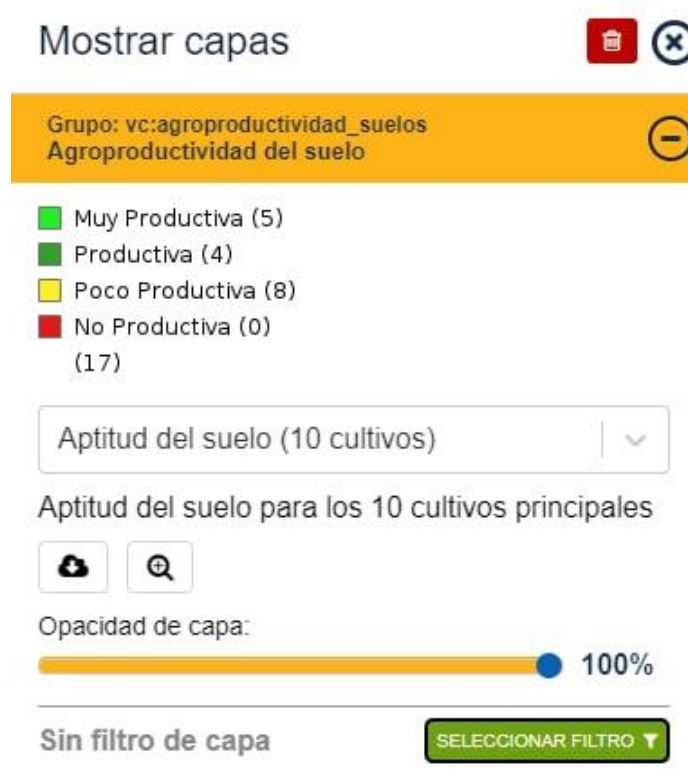 Mostrar capas
Grupo: vc:agroproductividad_suelos
Agroproductividad del suelo
Muy Productiva (5)
Productiva (4)
Poco Productiva (8)
No Productiva (0)
(17)
Aptitud del suelo (10 cultivos)
Aptitud del suelo para los 10 cultivos principales
Opacidad de capa:
100%
Sin filtro de capa
SELECCIONAR FILTRO